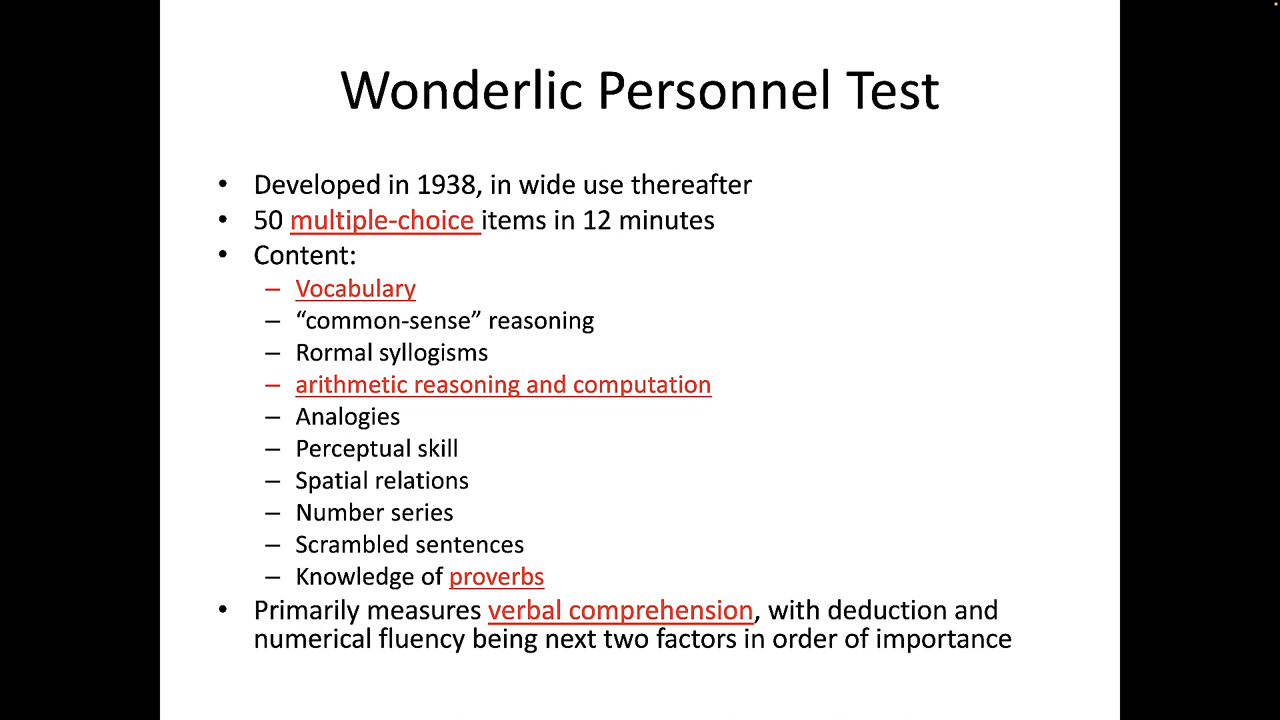 Wonderlic Personnel Test
• Developed in 1938, in wide use thereafter
• 50 multiple-choice items in 12 minutes
• Content:
– Vocabulary
– “common-sense” reasoning
– Rormal syllogisms
– arithmetic reasoning and computation
– Analogies
– Perceptual skill
– Spatial relations
– Number series
– Scrambled sentences
– Knowledge of proverbs
• Primarily measures verbal comprehension, with deduction and
numerical fluency being next two factors in order of importance